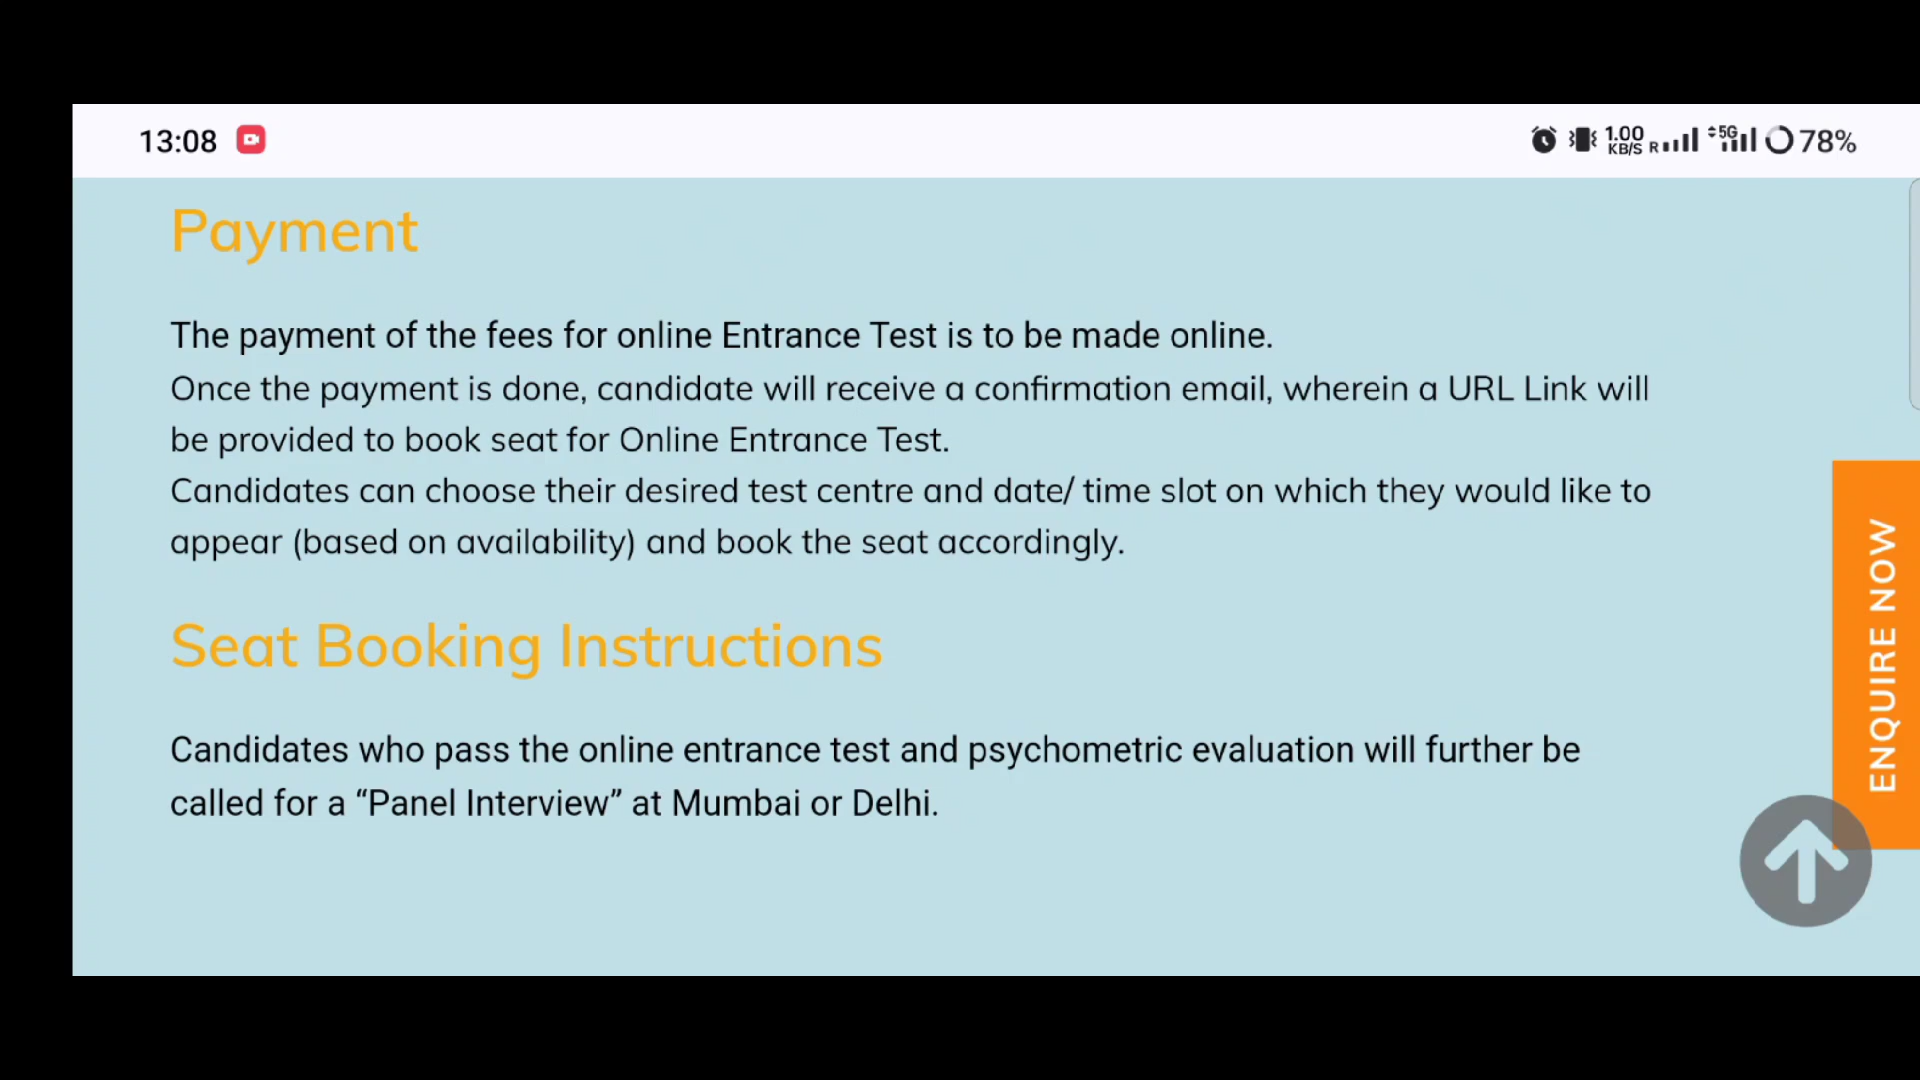 13:08
1.00
KB/S
R
5G
78%
Payment
The payment of the fees for online Entrance Test is to be made online.
Once the payment is done, candidate will receive a confirmation email, wherein a URL Link will
be provided to book seat for Online Entrance Test.
Candidates can choose their desired test centre and date/ time slot on which they would like to
appear (based on availability) and book the seat accordingly.
ENQUIRE NOW
Seat Booking Instructions
Candidates who pass the online entrance test and psychometric evaluation will further be
called for a “Panel Interview” at Mumbai or Delhi.